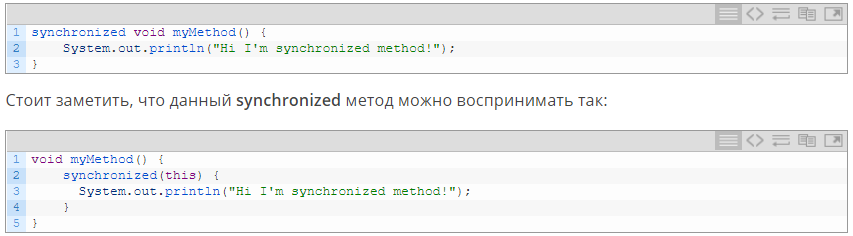 1 synchronized void myMethod() {
2     System.out.println("Hi I'm synchronized method!");
3 }
Стоит заметить, что данный synchronized метод можно воспринимать так:
1 void myMethod() {
2     synchronized(this) {
3       System.out.println("Hi I'm synchronized method!");
4     }
5 }